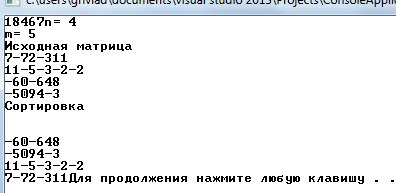 c:\users\gnvlad\documents\visual studio 2015\Projects\ConsoleApplic
18467n= 4
m= 5
Исходная матрица
7-72-311
11-5-3-2-2
-60-648
-5094-3
Сортировка
-60-648
-5094-3
11-5-3-2-2
7-72-311Для продолжения нажмите любую клавишу . .